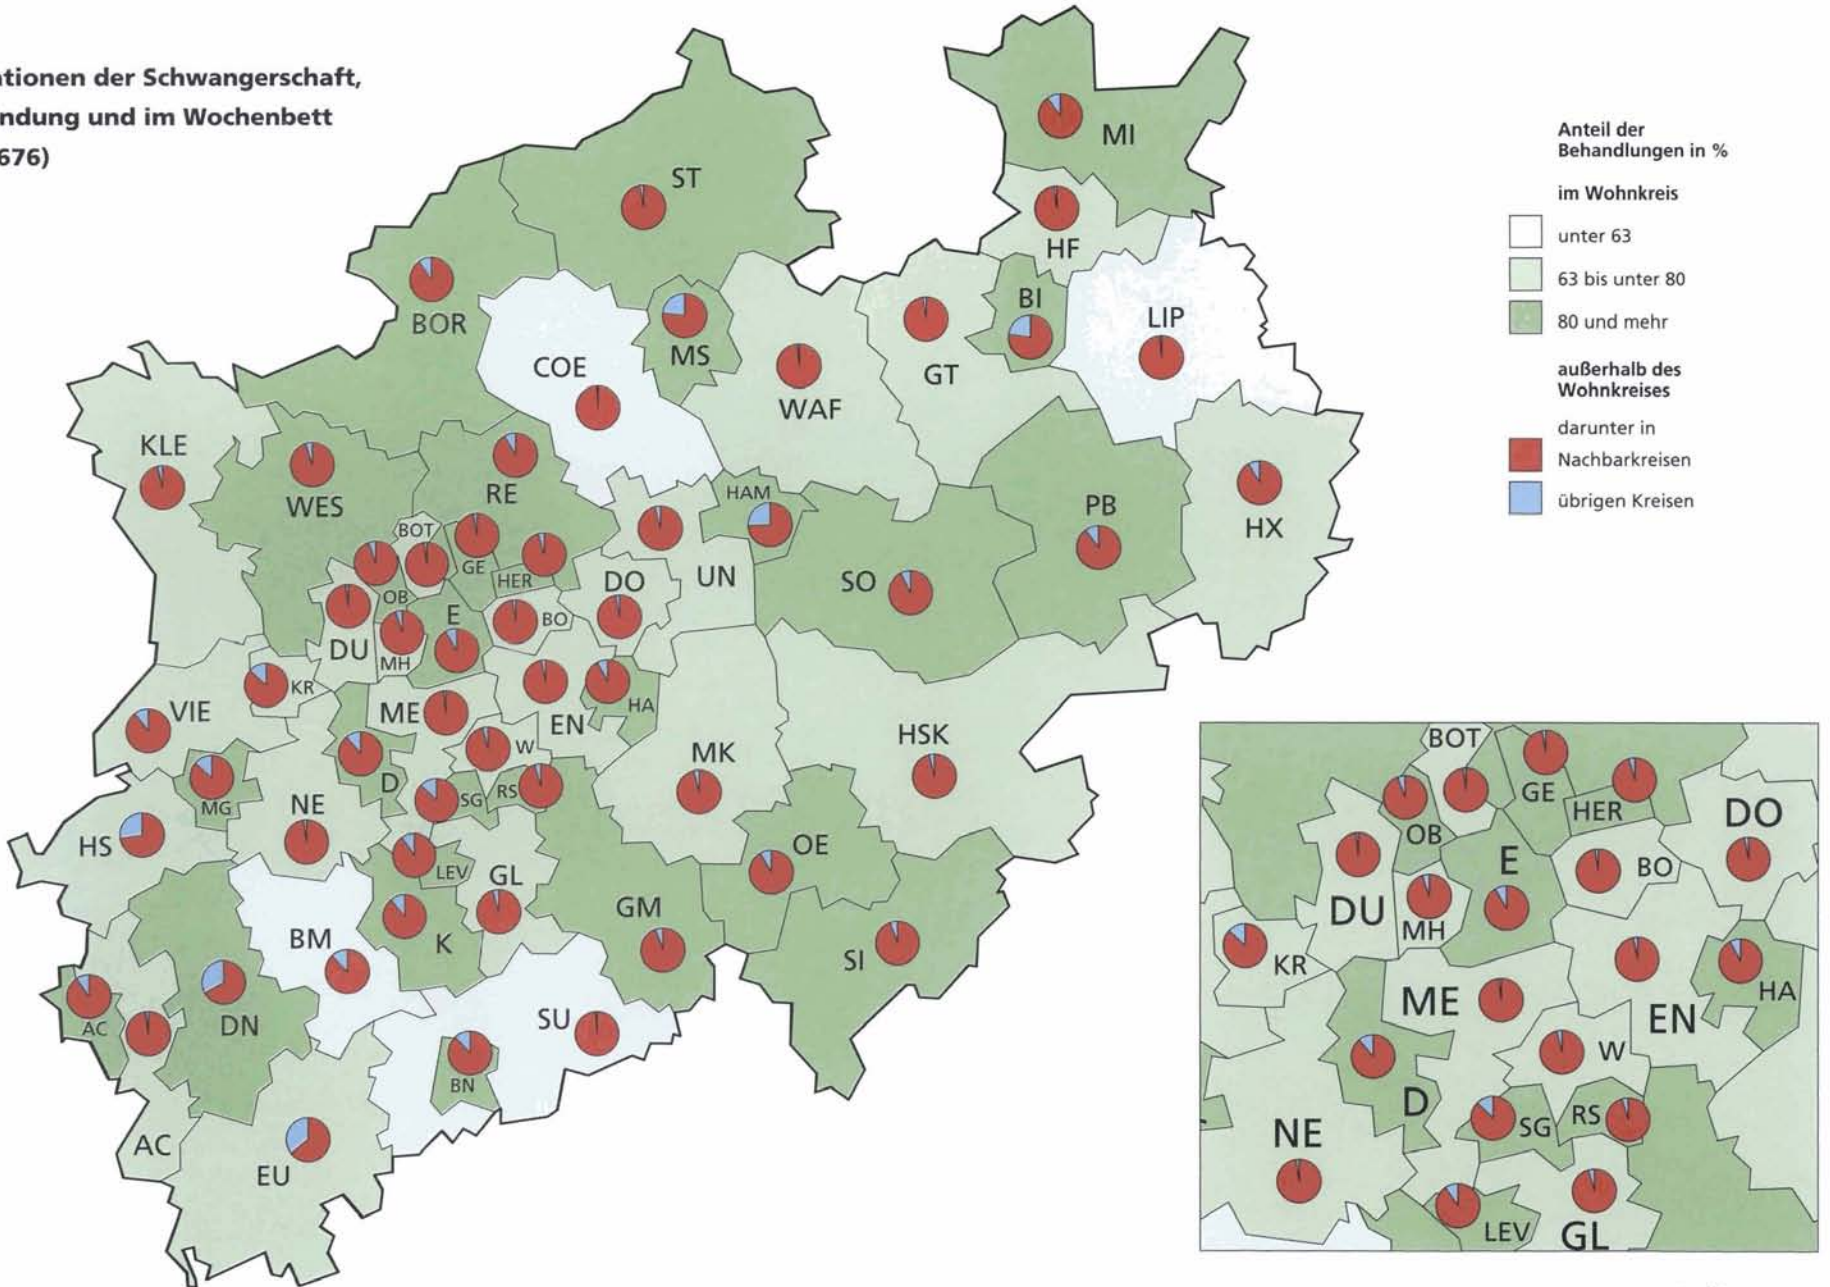 ationen der Schwangerschaft,
ndung und im Wochenbett
676)
Anteil der
Behandlungen in %
im Wohnkreis
unter 63
63 bis unter 80
80 und mehr
außerhalb des
Wohnkreises
darunter in
Nachbarkreisen
übrigen Kreisen
MI
ST
HF
BI
BOR
LIP
MS
COE
GT
WAF
KLE
RE
HAM
WES
PB
HX
BOT
GE
HER
DO
UN
SO
OB
E
BO
DU
MH
KR
HA
VIE
ME
EN
HSK
W
MK
D
RS
SG
MG
NE
HS
OE
LEV
GL
GM
BM
K
SI
SU
AC
DN
BN
AC
EU
BOT
GE
HER
DO
OB
E
BO
DU
MH
KR
HA
ME
EN
W
D
RS
SG
NE
LEV
GL